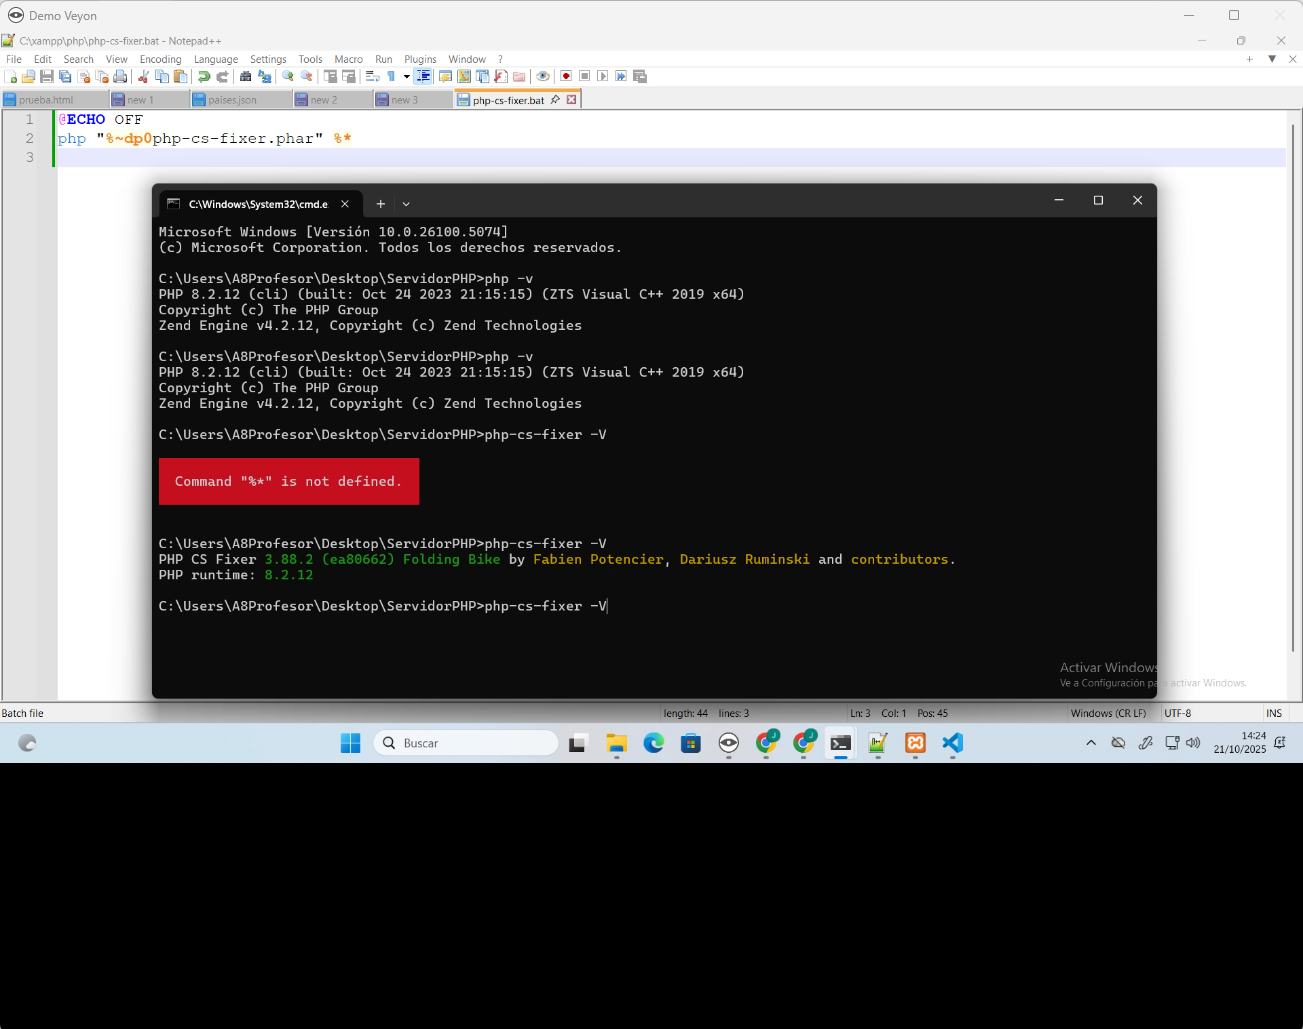 Demo Veyon
C:\xampp\php\php-cs-fixer.bat - Notepad++
File Edit Search View Encoding Language Settings Tools Macro Run Plugins Window ?
prueba.html new 1 paises.json new 2 new 3 php-cs-fixer.bat
1 @ECHO OFF
2 php "%~dp0php-cs-fixer.phar" %*
3
C:\Windows\System32\cmd.e
Microsoft Windows [Versión 10.0.26100.5074]
(c) Microsoft Corporation. Todos los derechos reservados.
C:\Users\A8Profesor\Desktop\ServidorPHP>php -v
PHP 8.2.12 (cli) (built: Oct 24 2023 21:15:15) (ZTS Visual C++ 2019 x64)
Copyright (c) The PHP Group
Zend Engine v4.2.12, Copyright (c) Zend Technologies
C:\Users\A8Profesor\Desktop\ServidorPHP>php -v
PHP 8.2.12 (cli) (built: Oct 24 2023 21:15:15) (ZTS Visual C++ 2019 x64)
Copyright (c) The PHP Group
Zend Engine v4.2.12, Copyright (c) Zend Technologies
C:\Users\A8Profesor\Desktop\ServidorPHP>php-cs-fixer -V
Command "%*" is not defined.
C:\Users\A8Profesor\Desktop\ServidorPHP>php-cs-fixer -V
PHP CS Fixer 3.88.2 (ea80662) Folding Bike by Fabien Potencier, Dariusz Ruminski and contributors.
PHP runtime: 8.2.12
C:\Users\A8Profesor\Desktop\ServidorPHP>php-cs-fixer -V
Activar Windows
Ve a Configuración pa activar Windows.
Batch file length: 44 lines: 3 Ln: 3 Col: 1 Pos: 45 Windows (CR LF) UTF-8 INS
Buscar
14:24
21/10/2025